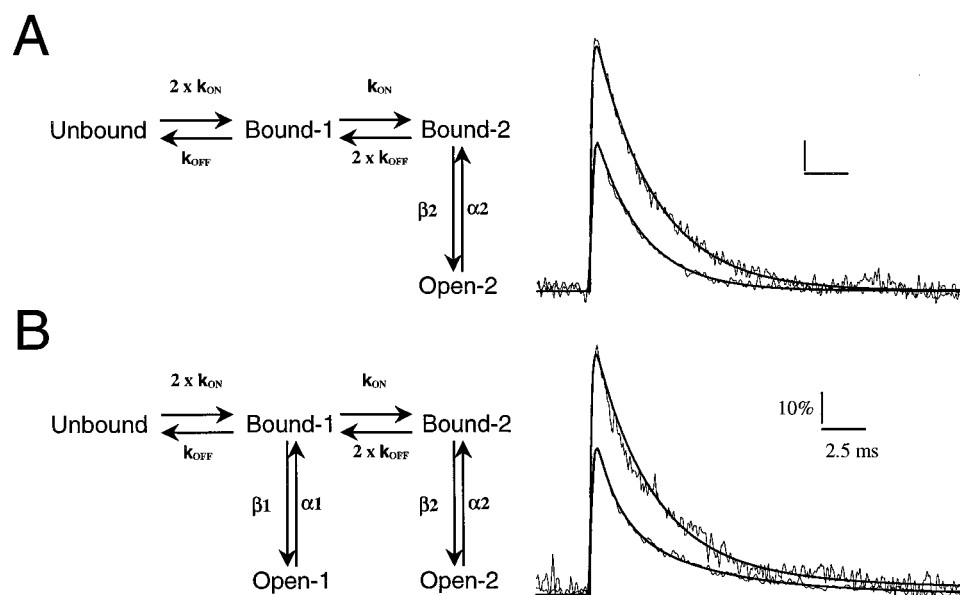 A
2 x kON kON
Unbound Bound-1 Bound-2
kOFF 2 x kOFF
β2 α2
Open-2
B
2 x kON kON
Unbound Bound-1 Bound-2
kOFF 2 x kOFF
β1 α1 β2 α2
Open-1 Open-2
10%
2.5 ms